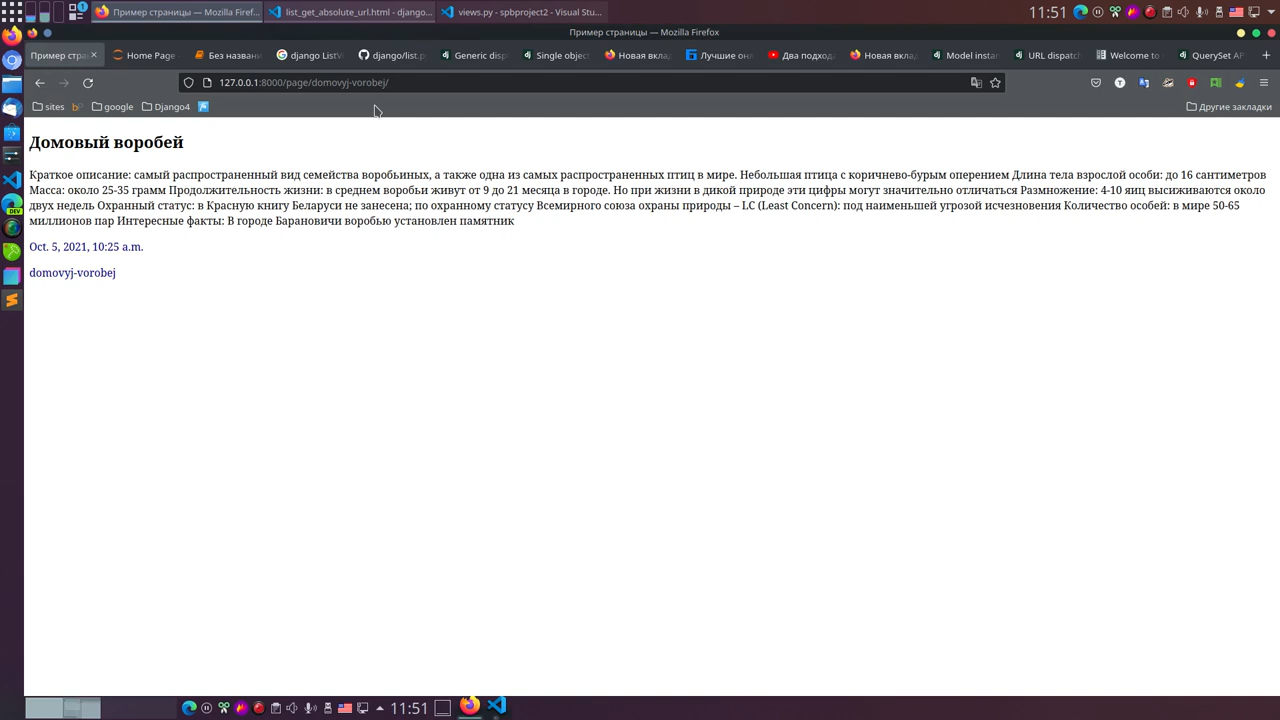 Пример страницы — Mozilla Firef...
list_get_absolute_url.html - django...
views.py - spbproject2 - Visual Stu...
11:51
Пример страницы — Mozilla Firefox
Пример стра
Home Page
Без названи
django ListVi
django/list.p
Generic disp
Single object
Новая вклад
Лучшие онл
Два подход
Новая вклад
Model instan
URL dispatch
Welcome to
QuerySet API
127.0.0.1:8000/page/domovyj-vorobej/
sites
google
Django4
Другие закладки
Домовый воробей
Краткое описание: самый распространенный вид семейства воробьиных, а также одна из самых распространенных птиц в мире. Небольшая птица с коричнево-бурым оперением Длина тела взрослой особи: до 16 сантиметров
Масса: около 25-35 грамм Продолжительность жизни: в среднем воробьи живут от 9 до 21 месяца в городе. Но при жизни в дикой природе эти цифры могут значительно отличаться Размножение: 4-10 яиц высиживаются около
двух недель Охранный статус: в Красную книгу Беларуси не занесена; по охранному статусу Всемирного союза охраны природы – LC (Least Concern): под наименьшей угрозой исчезновения Количество особей: в мире 50-65
миллионов пар Интересные факты: В городе Барановичи воробью установлен памятник
Oct. 5, 2021, 10:25 a.m.
domovyj-vorobej
DEV
11:51